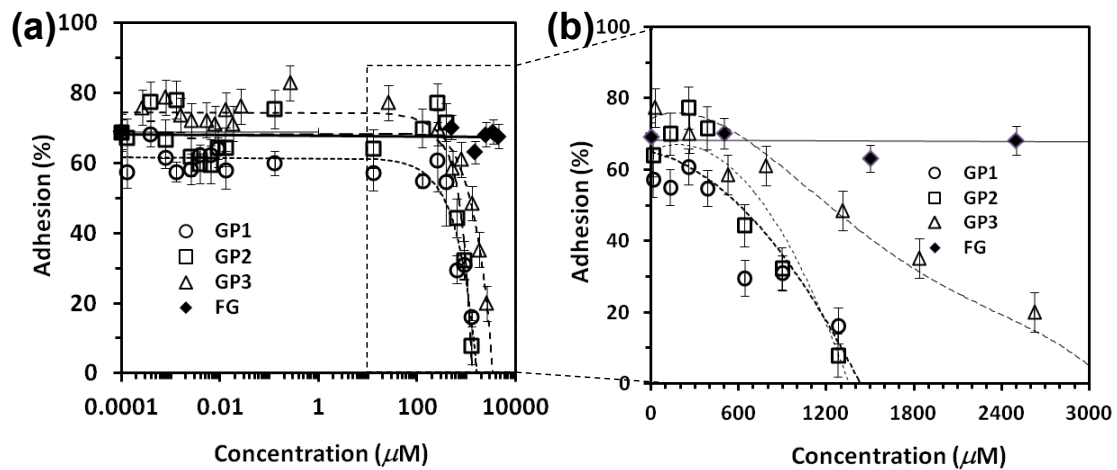 (a)
Adhesion (%)
100
80
60
40
20
0
GP1
GP2
GP3
FG
0.0001
0.01
1
100
10000
Concentration (μM)
(b)
Adhesion (%)
100
80
60
40
20
0
GP1
GP2
GP3
FG
0
600
1200
1800
2400
3000
Concentration (μM)